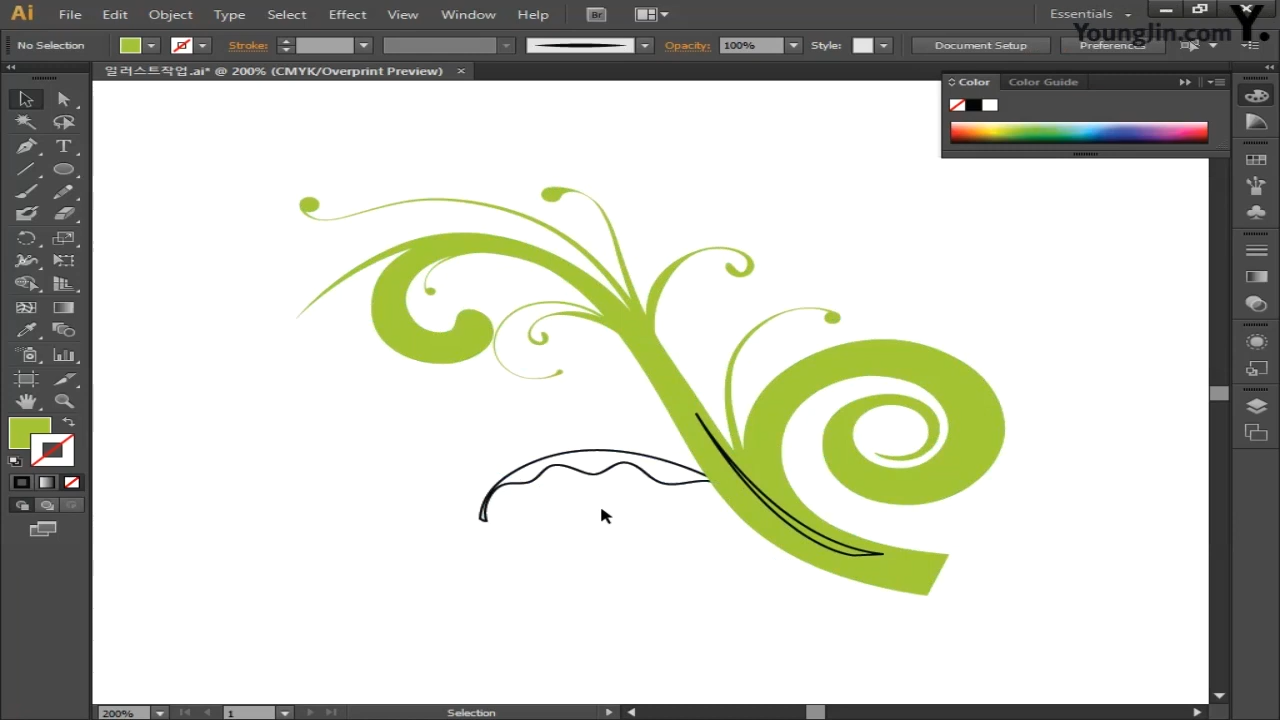 Ai File Edit Object Type Select Effect View Window Help Br Essentials
YoungJin.com Y.
No Selection Stroke: Opacity: 100% Style: Document Setup Preferences
일러스트작업.ai* @ 200% (CMYK/Overprint Preview) ×
Color Color Guide
T
200% 1 Selection